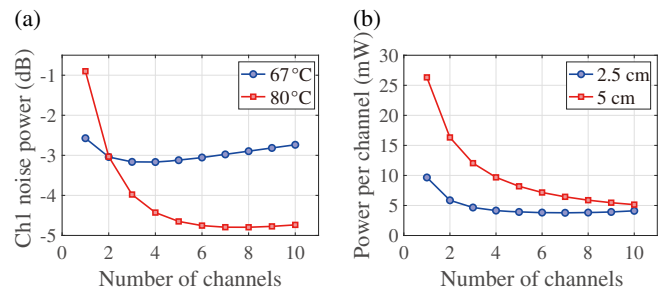 (a)
Ch1 noise power (dB)
-1
-2
-3
-4
-5
0
2
4
6
8
10
Number of channels
67 °C
80 °C
(b)
Power per channel (mW)
30
25
20
15
10
5
0
0
2
4
6
8
10
Number of channels
2.5 cm
5 cm